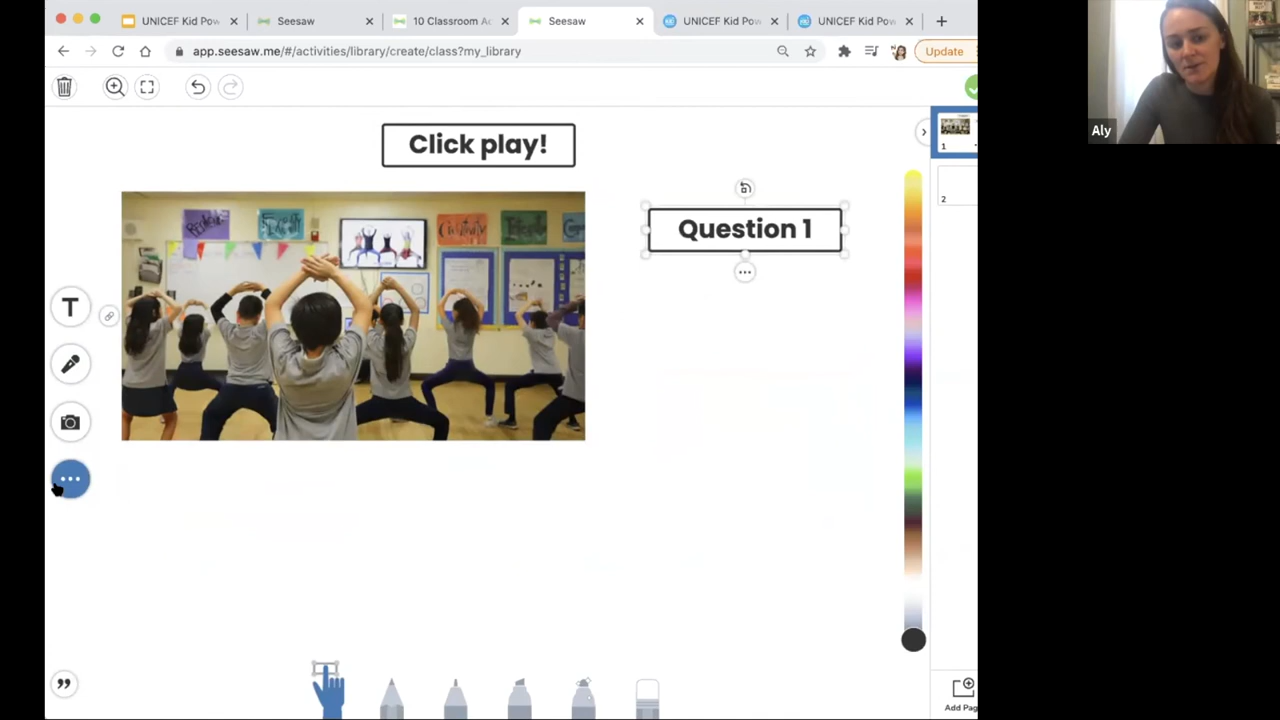 UNICEF Kid Pow
Seesaw
10 Classroom Ac
Seesaw
UNICEF Kid Pow
UNICEF Kid Pow
app.seesaw.me/#/activities/library/create/class?my_library
Update
Aly
Click play!
1
Question 1
2
T
Add Pag